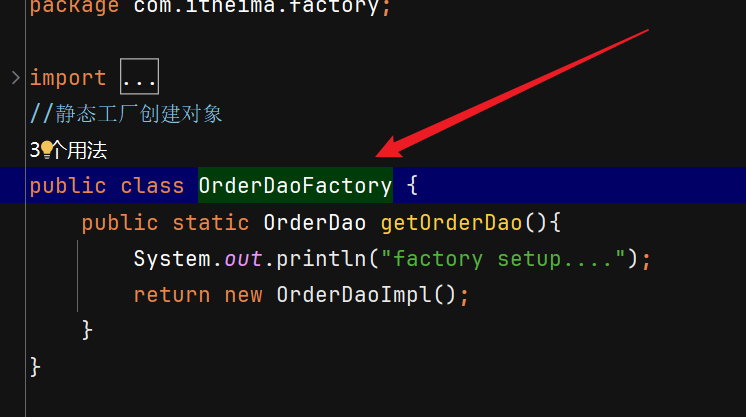 package com.itheima.factory;
import ...
//静态工厂创建对象
3个用法
public class OrderDaoFactory {
public static OrderDao getOrderDao(){
System.out.println("factory setup....");
return new OrderDaoImpl();
}
}